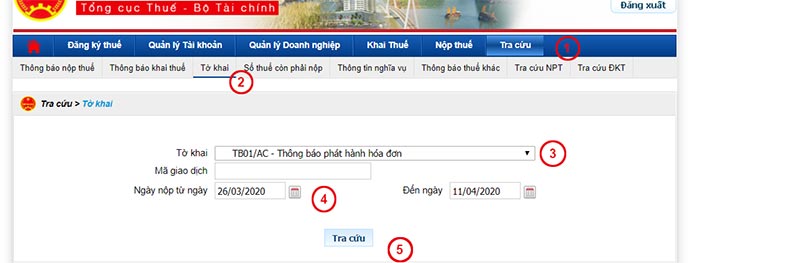 Tổng cục Thuế - Bộ Tài chính
Đăng xuất
Đăng ký thuế Quản lý Tài khoản Quản lý Doanh nghiệp Khai Thuế Nộp thuế Tra cứu 1
Thông báo nộp thuế Thông báo khai thuế Tờ khai Số thuế còn phải nộp Thông tin nghĩa vụ Thông báo thuế khác Tra cứu NPT Tra cứu ĐKT
2
Tra cứu > Tờ khai
Tờ khai TB01/AC - Thông báo phát hành hóa đơn 3
Mã giao dịch
Ngày nộp từ ngày 26/03/2020 4 Đến ngày 11/04/2020
Tra cứu 5